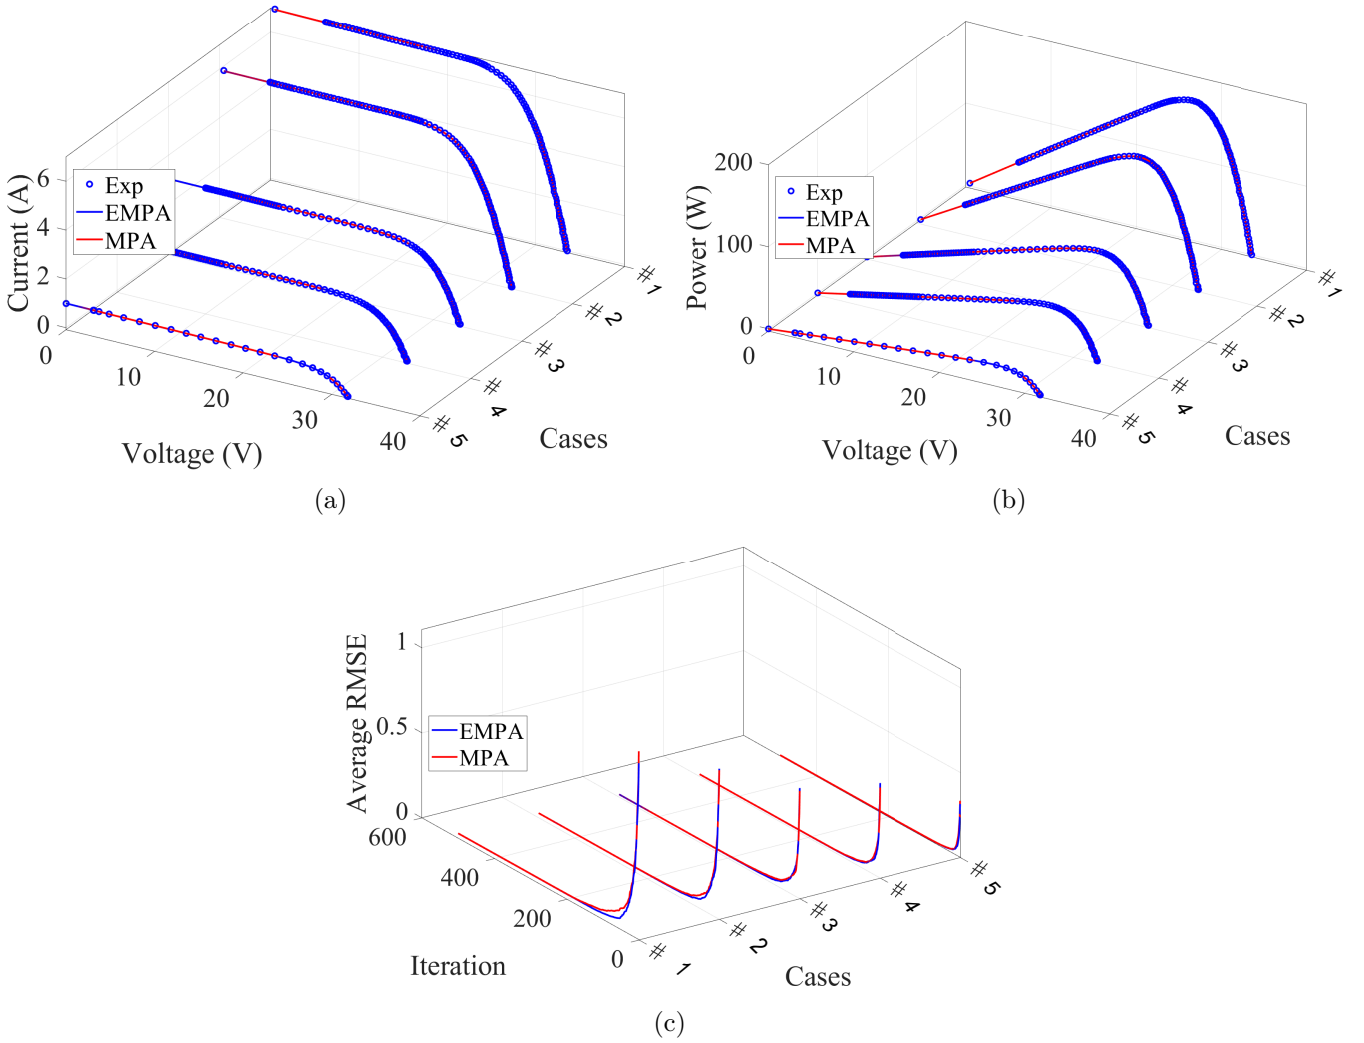 Current (A)
6
4
2
0
Exp
EMPA
MPA
0
10
20
30
40
Voltage (V)
# 1
# 2
# 3
# 4
# 5
Cases
(a)
Power (W)
200
100
0
Exp
EMPA
MPA
0
10
20
30
40
Voltage (V)
# 1
# 2
# 3
# 4
# 5
Cases
(b)
Average RMSE
1
0.5
0
EMPA
MPA
600
400
200
0
Iteration
# 1
# 2
# 3
# 4
# 5
Cases
(c)